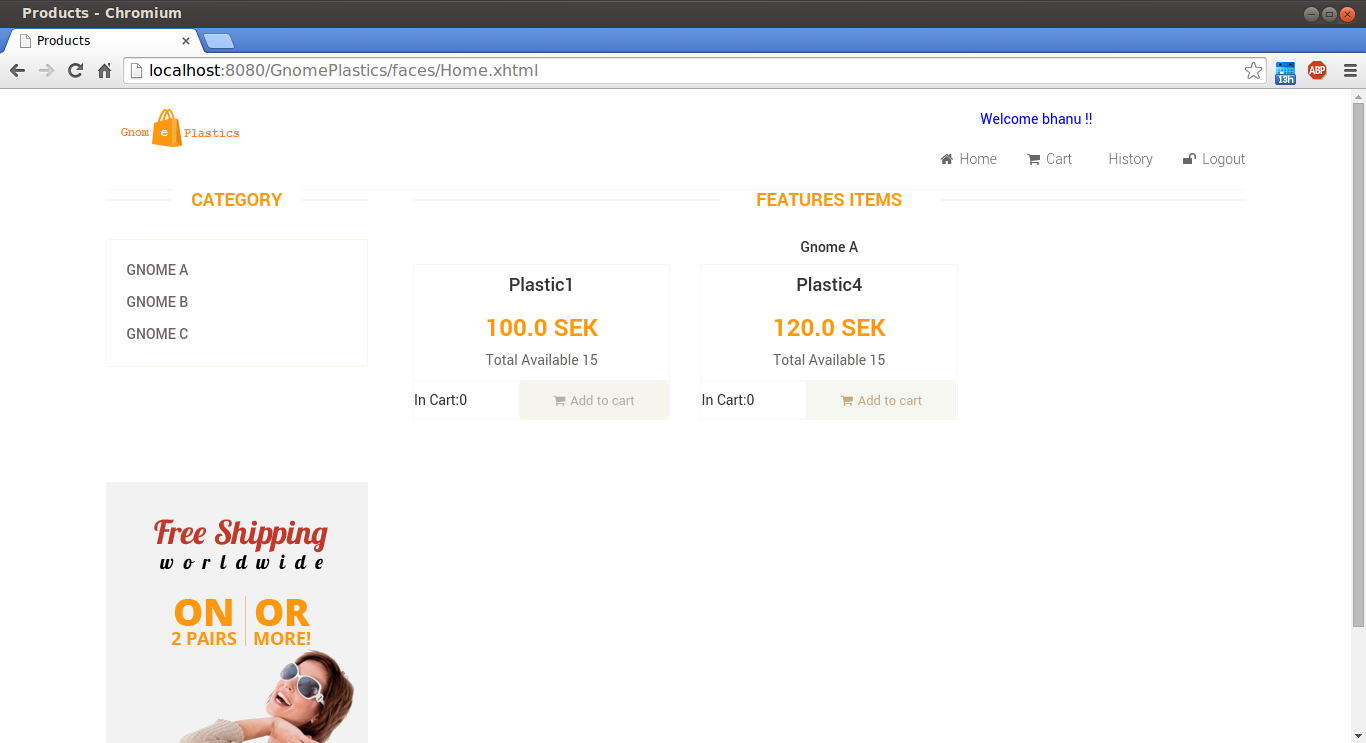 Products - Chromium
Products
localhost:8080/GnomePlastics/faces/Home.xhtml
13h
ABP
Gnom e Plastics
Welcome bhanu !!
Home Cart History Logout
CATEGORY
FEATURES ITEMS
GNOME A
GNOME B
GNOME C
Gnome A
Plastic1
100.0 SEK
Total Available 15
In Cart:0
Add to cart
Plastic4
120.0 SEK
Total Available 15
In Cart:0
Add to cart
Free Shipping
worldwide
ON OR
2 PAIRS MORE!